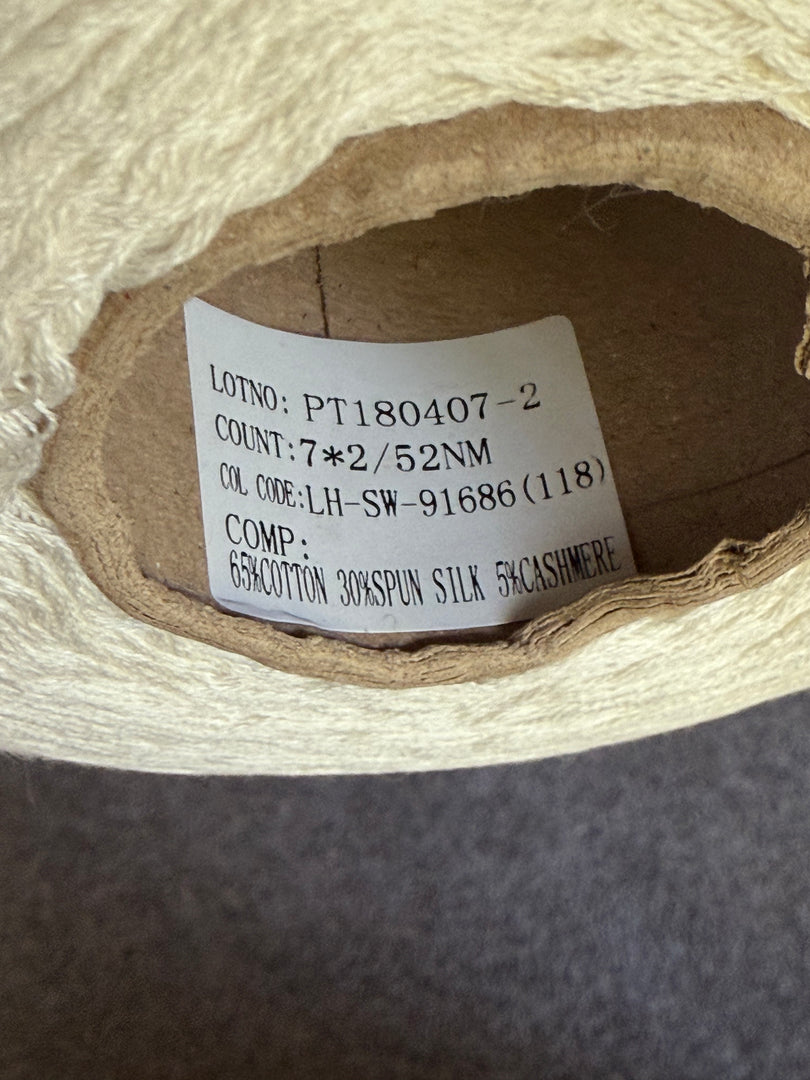 LOTNO: PT180407-2
COUNT:7*2/52NM
COL CODE:LH-SW-91686(118)
COMP:
65%COTTON 30%SPUN SILK 5%CASHMERE